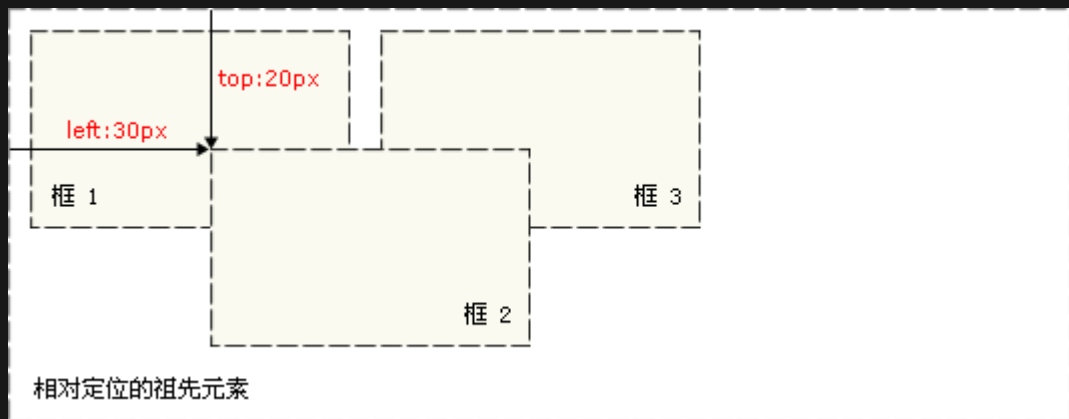 top:20px
left:30px
框 1
框 3
框 2
相对定位的祖先元素